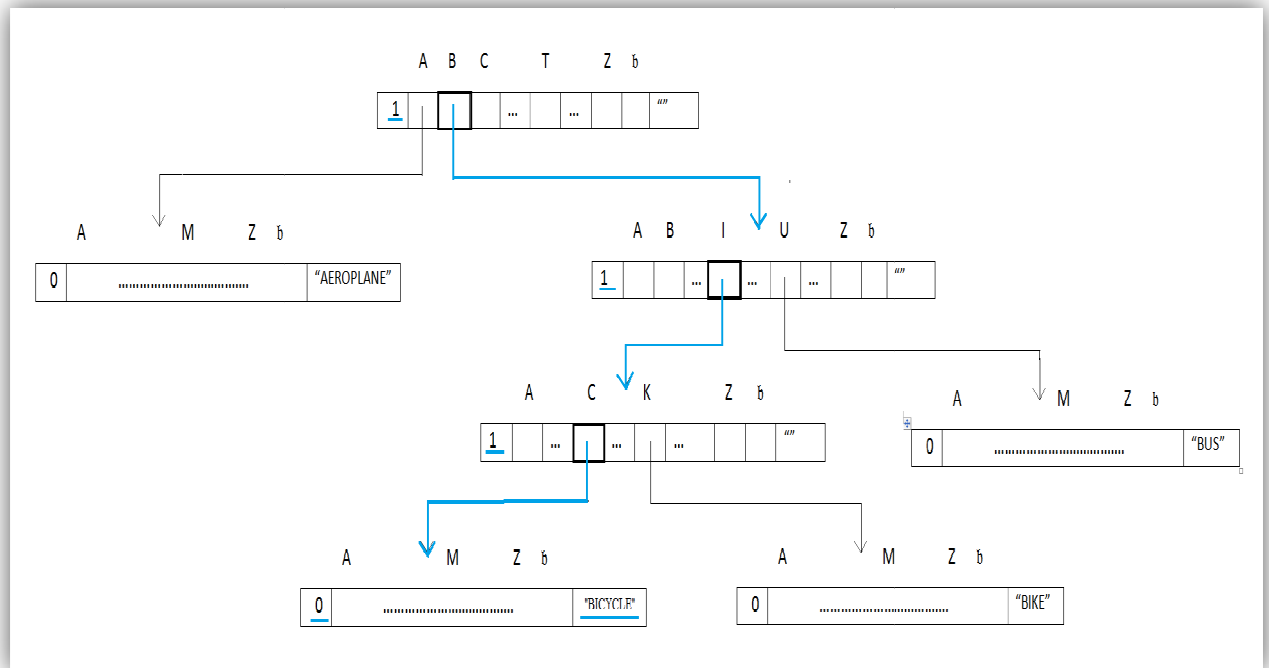 A B C T Z ɓ
1 ... ... “”
A M Z ɓ
0 ........................ “AEROPLANE”
A B I U Z ɓ
1 ... ... ... “”
A C K Z ɓ
1 ... ... ... “”
A M Z ɓ
0 ........................ “BUS”
A M Z ɓ
0 ........................ "BICYCLE"
A M Z ɓ
0 ........................ “BIKE”